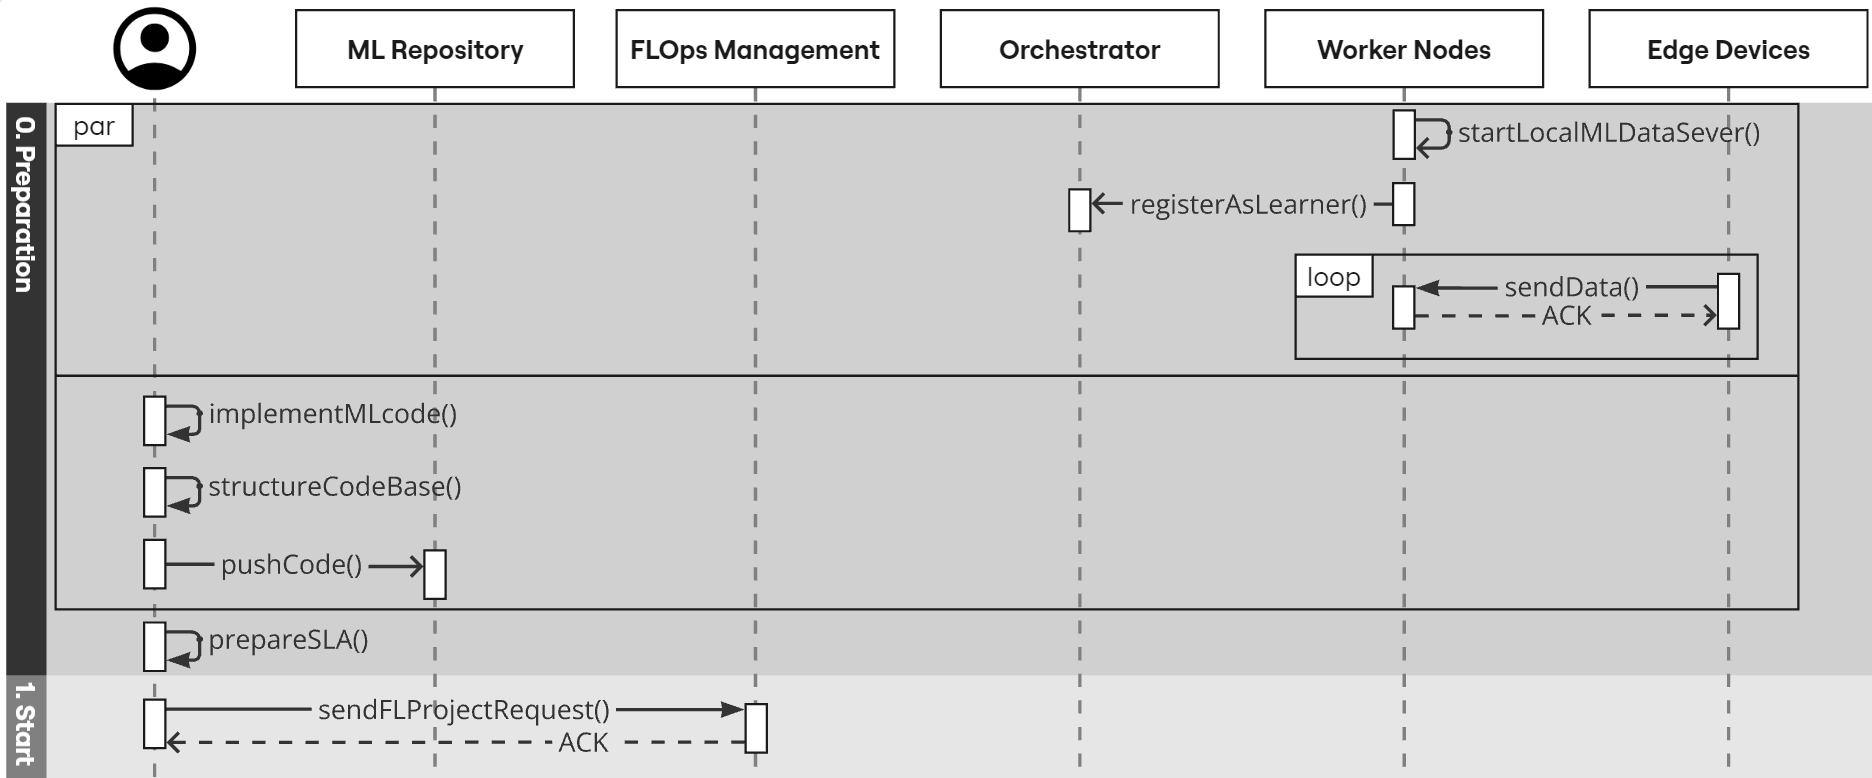 ML Repository
FLOps Management
Orchestrator
Worker Nodes
Edge Devices
0. Preparation
par
startLocalMLDataSever()
registerAsLearner()
loop
sendData()
ACK
implementMLcode()
structureCodeBase()
pushCode()
prepareSLA()
1. Start
sendFLProjectRequest()
ACK